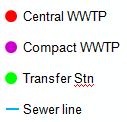 Central WWTP
Compact WWTP
Transfer Stn
Sewer line